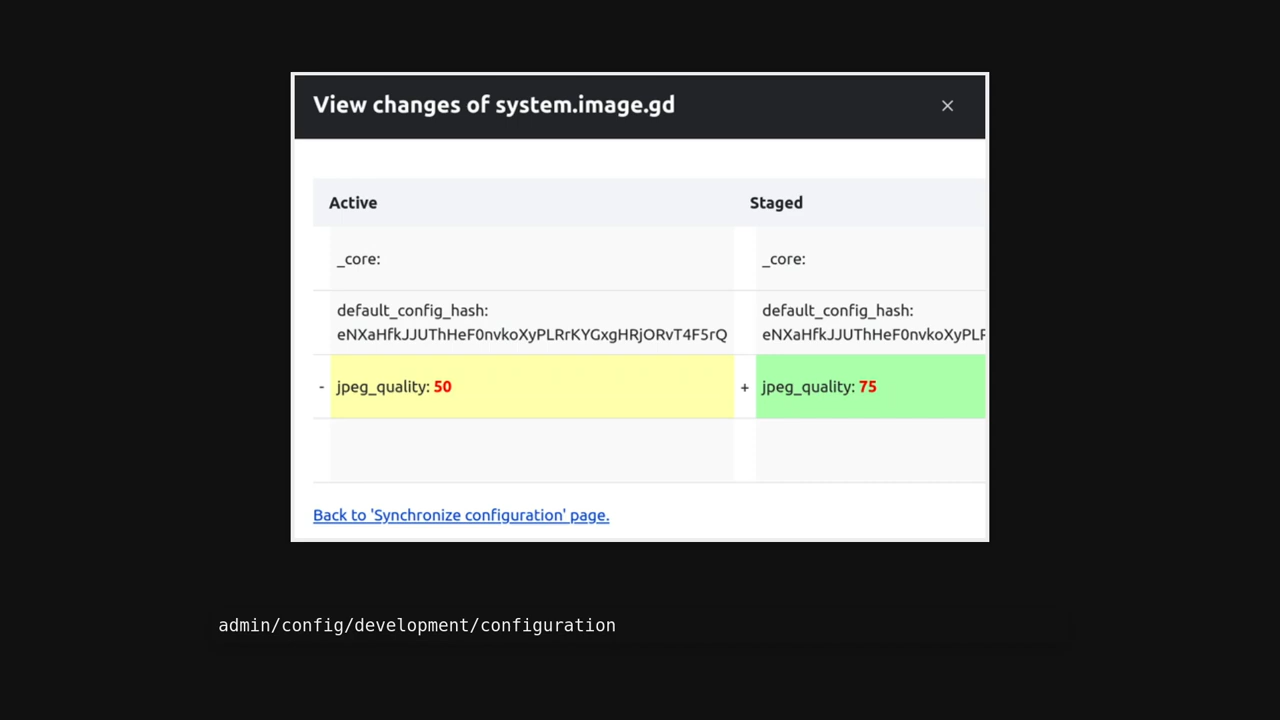 View changes of system.image.gd
Active Staged
_core: _core:
default_config_hash: default_config_hash:
eNXaHfkJJUThHeF0nvkoXyPLRrKYGxgHRjORvT4F5rQ eNXaHfkJJUThHeF0nvkoXyPLR
- jpeg_quality: 50 + jpeg_quality: 75
Back to 'Synchronize configuration' page.
admin/config/development/configuration